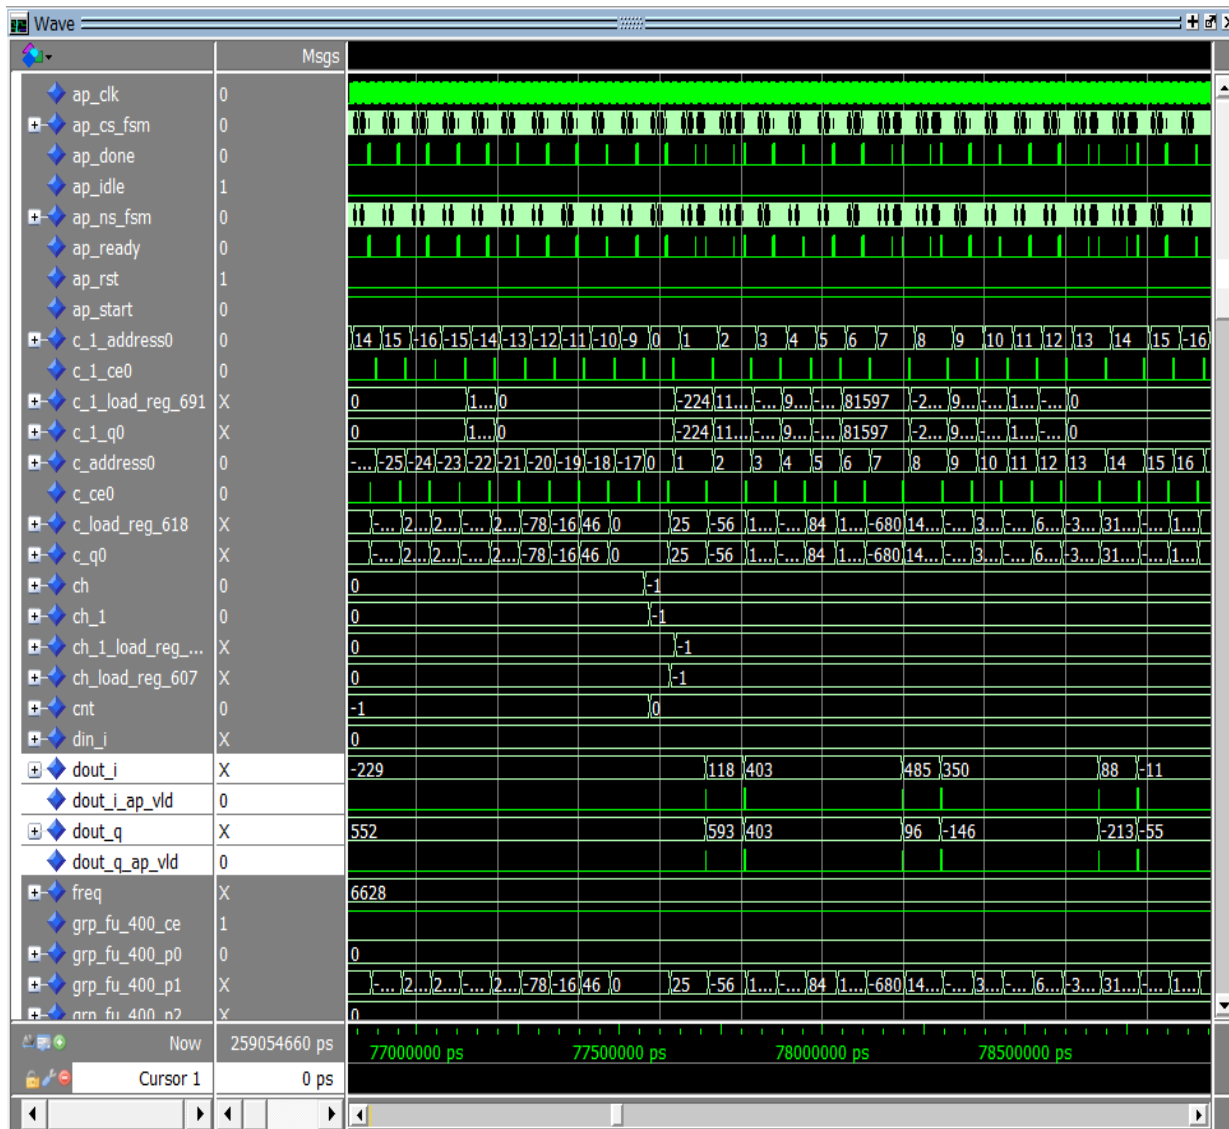 Wave
Msgs
ap_clk 0
ap_cs_fsm 0
ap_done 0
ap_idle 1
ap_ns_fsm 0
ap_ready 0
ap_rst 1
ap_start 0
c_1_address0 0 14 15 -16 -15 -14 -13 -12 -11 -10 -9 0 1 2 3 4 5 6 7 8 9 10 11 12 13 14 15 -16
c_1_ce0 0
c_1_load_reg_691 X 0 1... 0 -224 11... -... 9... -... 81597 -2... 9... -... 1... -... 0
c_1_q0 X 0 1... 0 -224 11... -... 9... -... 81597 -2... 9... -... 1... -... 0
c_address0 0 -... -25 -24 -23 -22 -21 -20 -19 -18 -17 0 1 2 3 4 5 6 7 8 9 10 11 12 13 14 15 16
c_ce0 0
c_load_reg_618 X -... 2... 2... -... 2... -78 -16 46 0 25 -56 1... -... 84 1... -680 14... -... 3... -... 6... -3... 31... -... 1...
c_q0 X -... 2... 2... -... 2... -78 -16 46 0 25 -56 1... -... 84 1... -680 14... -... 3... -... 6... -3... 31... -... 1...
ch 0 0 -1
ch_1 0 0 -1
ch_1_load_reg_... X 0 -1
ch_load_reg_607 X 0 -1
cnt 0 -1 0
din_i X 0
dout_i X -229 118 403 485 350 88 -11
dout_i_ap_vld 0
dout_q X 552 593 403 96 -146 -213 -55
dout_q_ap_vld 0
freq X 6628
grp_fu_400_ce 1
grp_fu_400_p0 0 0
grp_fu_400_p1 X -... 2... 2... -... 2... -78 -16 46 0 25 -56 1... -... 84 1... -680 14... -... 3... -... 6... -3... 31... -... 1...
grp_fu_400_p2 X 0
Now 259054660 ps 77000000 ps 77500000 ps 78000000 ps 78500000 ps
Cursor 1 0 ps